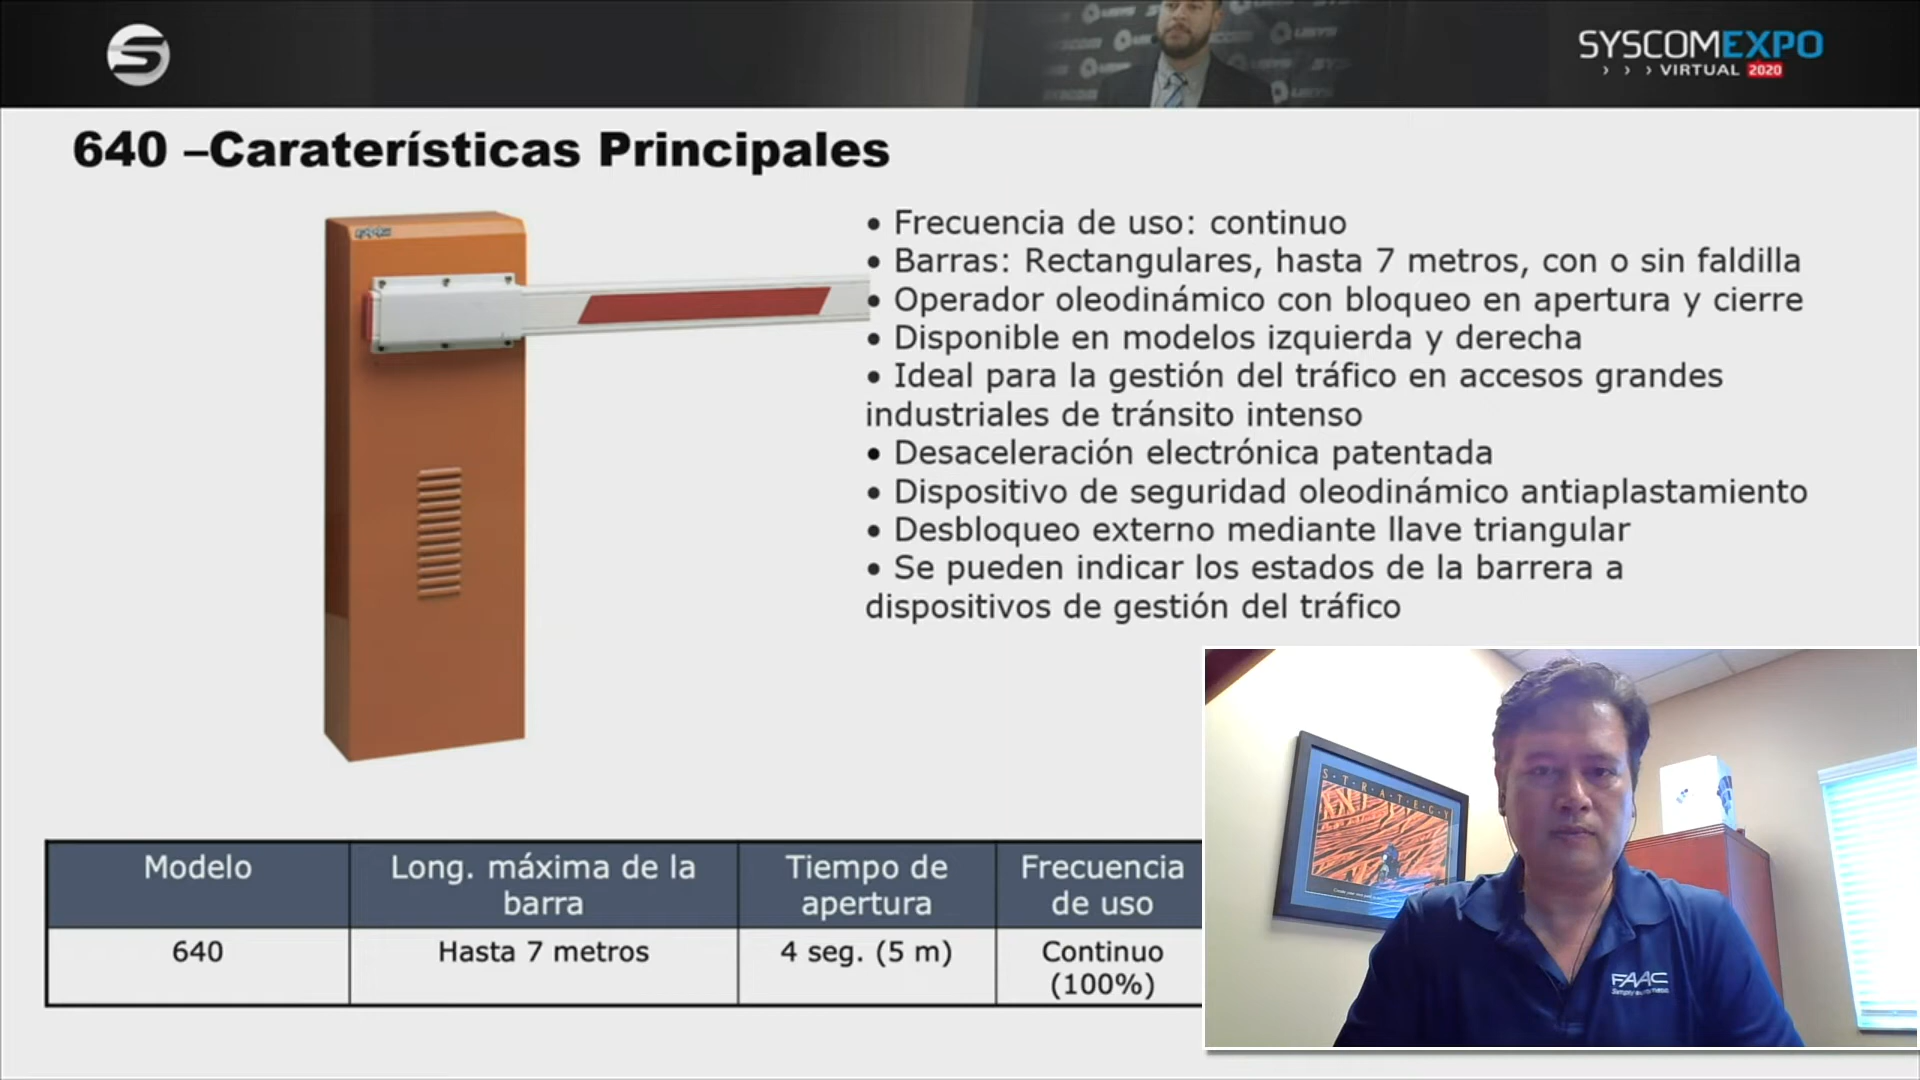 SYSCOMEXPO
VIRTUAL 2020
640 –Caraterísticas Principales
• Frecuencia de uso: continuo
• Barras: Rectangulares, hasta 7 metros, con o sin faldilla
• Operador oleodinámico con bloqueo en apertura y cierre
• Disponible en modelos izquierda y derecha
• Ideal para la gestión del tráfico en accesos grandes
industriales de tránsito intenso
• Desaceleración electrónica patentada
• Dispositivo de seguridad oleodinámico antiaplastamiento
• Desbloqueo externo mediante llave triangular
• Se pueden indicar los estados de la barrera a
dispositivos de gestión del tráfico
STRATEGY
FAAC
Modelo
Long. máxima de la
barra
Tiempo de
apertura
Frecuencia
de uso
640
Hasta 7 metros
4 seg. (5 m)
Continuo
(100%)